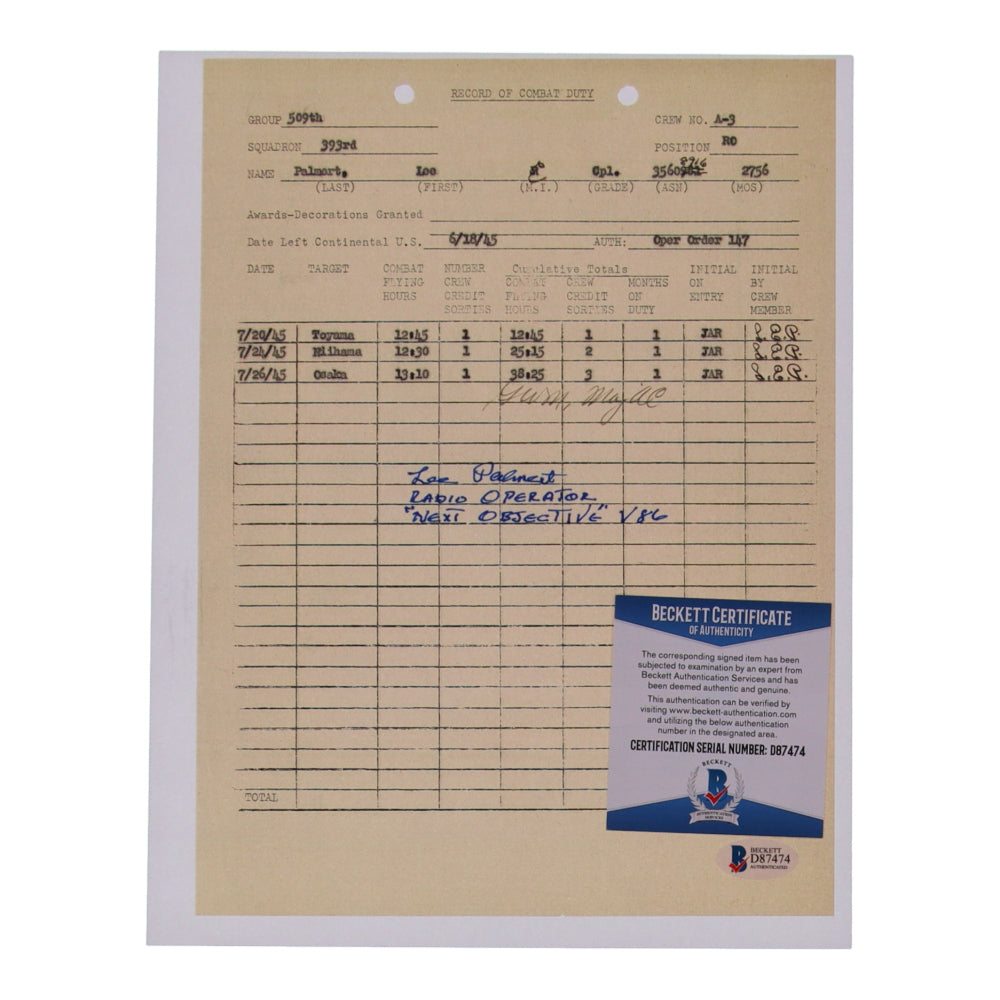 RECORD OF COMBAT DUTY
GROUP 509th CREW NO. A-3
SQUADRON 393rd POSITION RO
NAME Palmert, Lee Cpl. 2756
(LAST) (FIRST) (M.I.) (GRADE) (ASN) (MOS)
Awards-Decorations Granted
Date Left Continental U.S. 6/18/45 AUTH: Oper Order 147
DATE TARGET COMBAT FLYING HOURS NUMBER CREW CREDIT SORTIES Cumulative Totals COMBAT FLYING HOURS CREW CREDIT SORTIES MONTHS ON DUTY INITIAL ON ENTRY INITIAL BY CREW MEMBER
7/20/45 Toyama 12:45 1 12:45 1 1 JAR
7/24/45 Niihama 12:30 1 25:15 2 1 JAR
7/26/45 Osaka 13:10 1 38:25 3 1 JAR
Lee Palmert
RADIO OPERATOR
"NEXT OBJECTIVE" V86
TOTAL
BECKETT CERTIFICATE
OF AUTHENTICITY
The corresponding signed item has been
subjected to examination by an expert from
Beckett Authentication Services and has
been deemed authentic and genuine.
This authentication can be verified by
visiting www.beckett-authentication.com
and utilizing the below authentication
number in the designated area.
CERTIFICATION SERIAL NUMBER: D87474
BECKETT
B
AUTHENTICATION
SERVICES
B
BECKETT
D87474
AUTHENTICATED